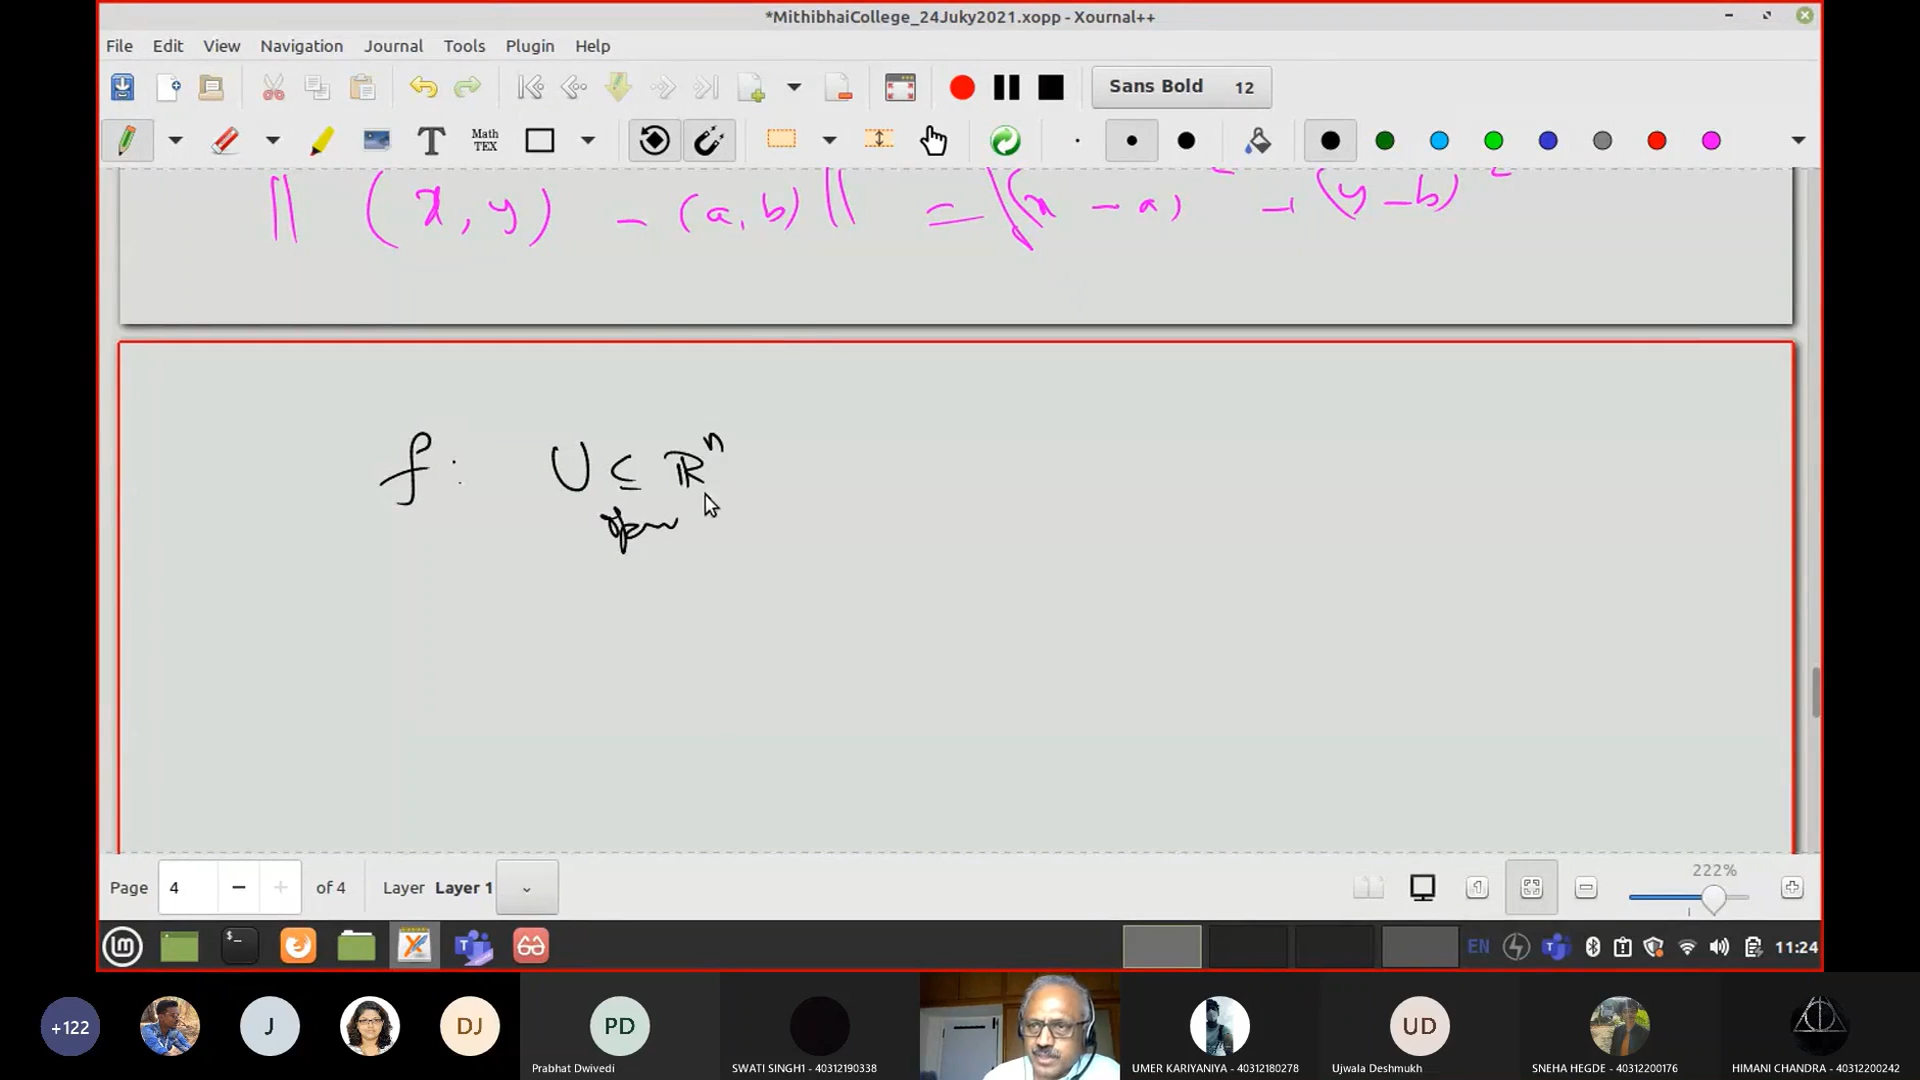 *MithibhaiCollege_24Juky2021.xopp - Xournal++
File Edit View Navigation Journal Tools Plugin Help
Sans Bold 12
T Math TEX
‖ (x, y) - (a, b) ‖ = √(x - a)² + (y - b)²
f: U ⊆ ℝⁿ
open
222%
Page 4 of 4 Layer Layer 1
EN 11:24
+122 J DJ PD UD
Prabhat Dwivedi SWATI SINGH1 - 40312190338 UMER KARIYANIYA - 40312180278 Ujwala Deshmukh SNEHA HEGDE - 40312200176 HIMANI CHANDRA - 40312200242